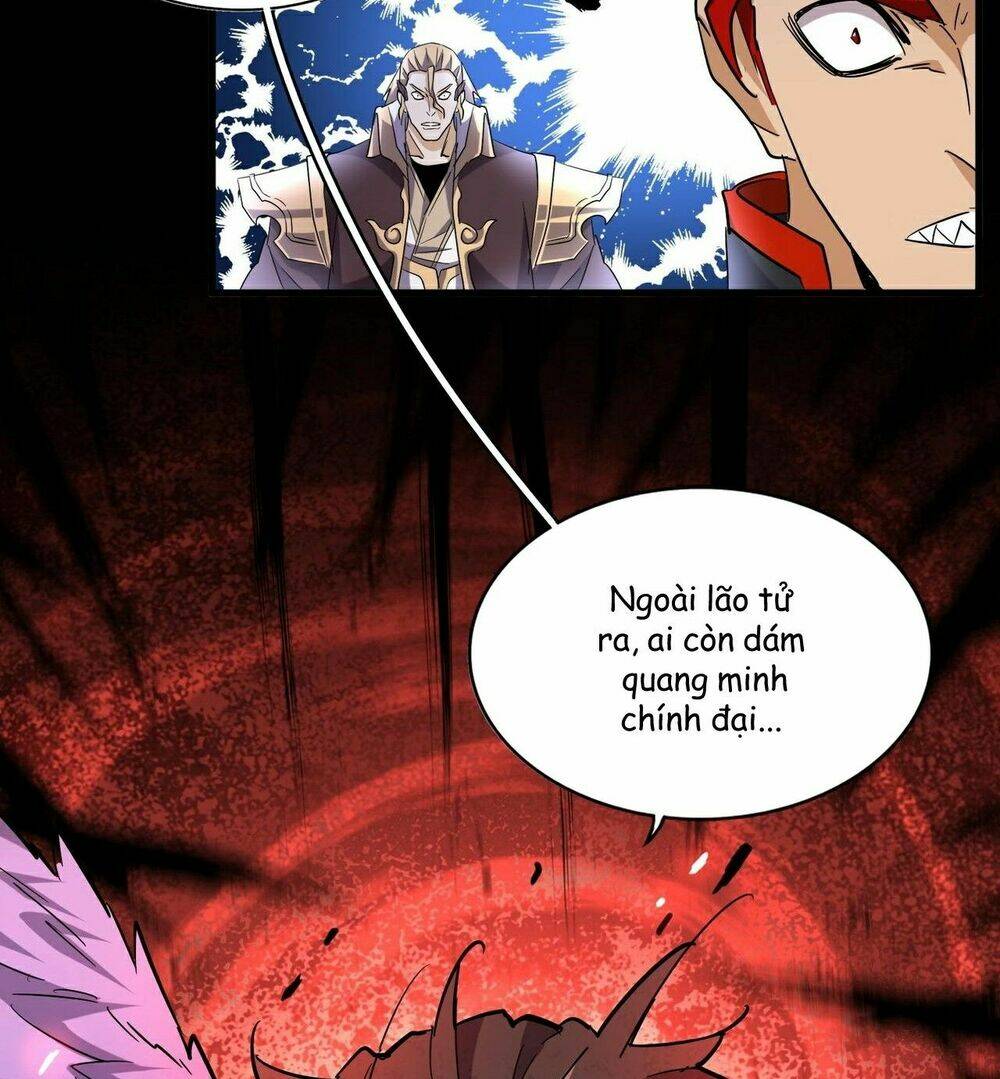 Ngoài lão tử
ra, ai còn dám
quang minh
chính đại...